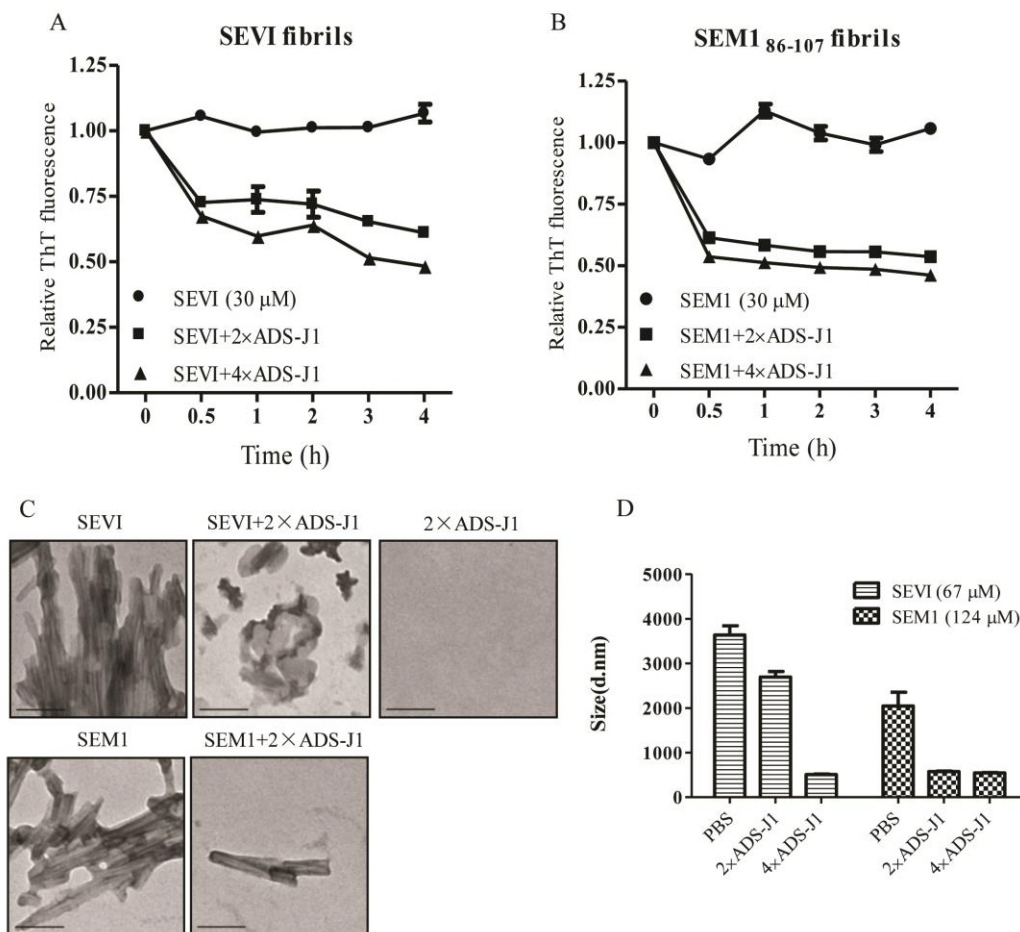 A
SEVI fibrils
Relative ThT fluorescence
1.25
1.00
0.75
0.50
0.25
0.00
SEVI (30 μM)
SEVI+2×ADS-J1
SEVI+4×ADS-J1
0 0.5 1 2 3 4
Time (h)
B
SEM1 86-107 fibrils
Relative ThT fluorescence
1.25
1.00
0.75
0.50
0.25
0.00
SEM1 (30 μM)
SEM1+2×ADS-J1
SEM1+4×ADS-J1
0 0.5 1 2 3 4
Time (h)
C
SEVI
SEVI+2×ADS-J1
2×ADS-J1
SEM1
SEM1+2×ADS-J1
D
Size(d.nm)
5000
4000
3000
2000
1000
0
SEVI (67 μM)
SEM1 (124 μM)
PBS
2×ADS-J1
4×ADS-J1
PBS
2×ADS-J1
4×ADS-J1